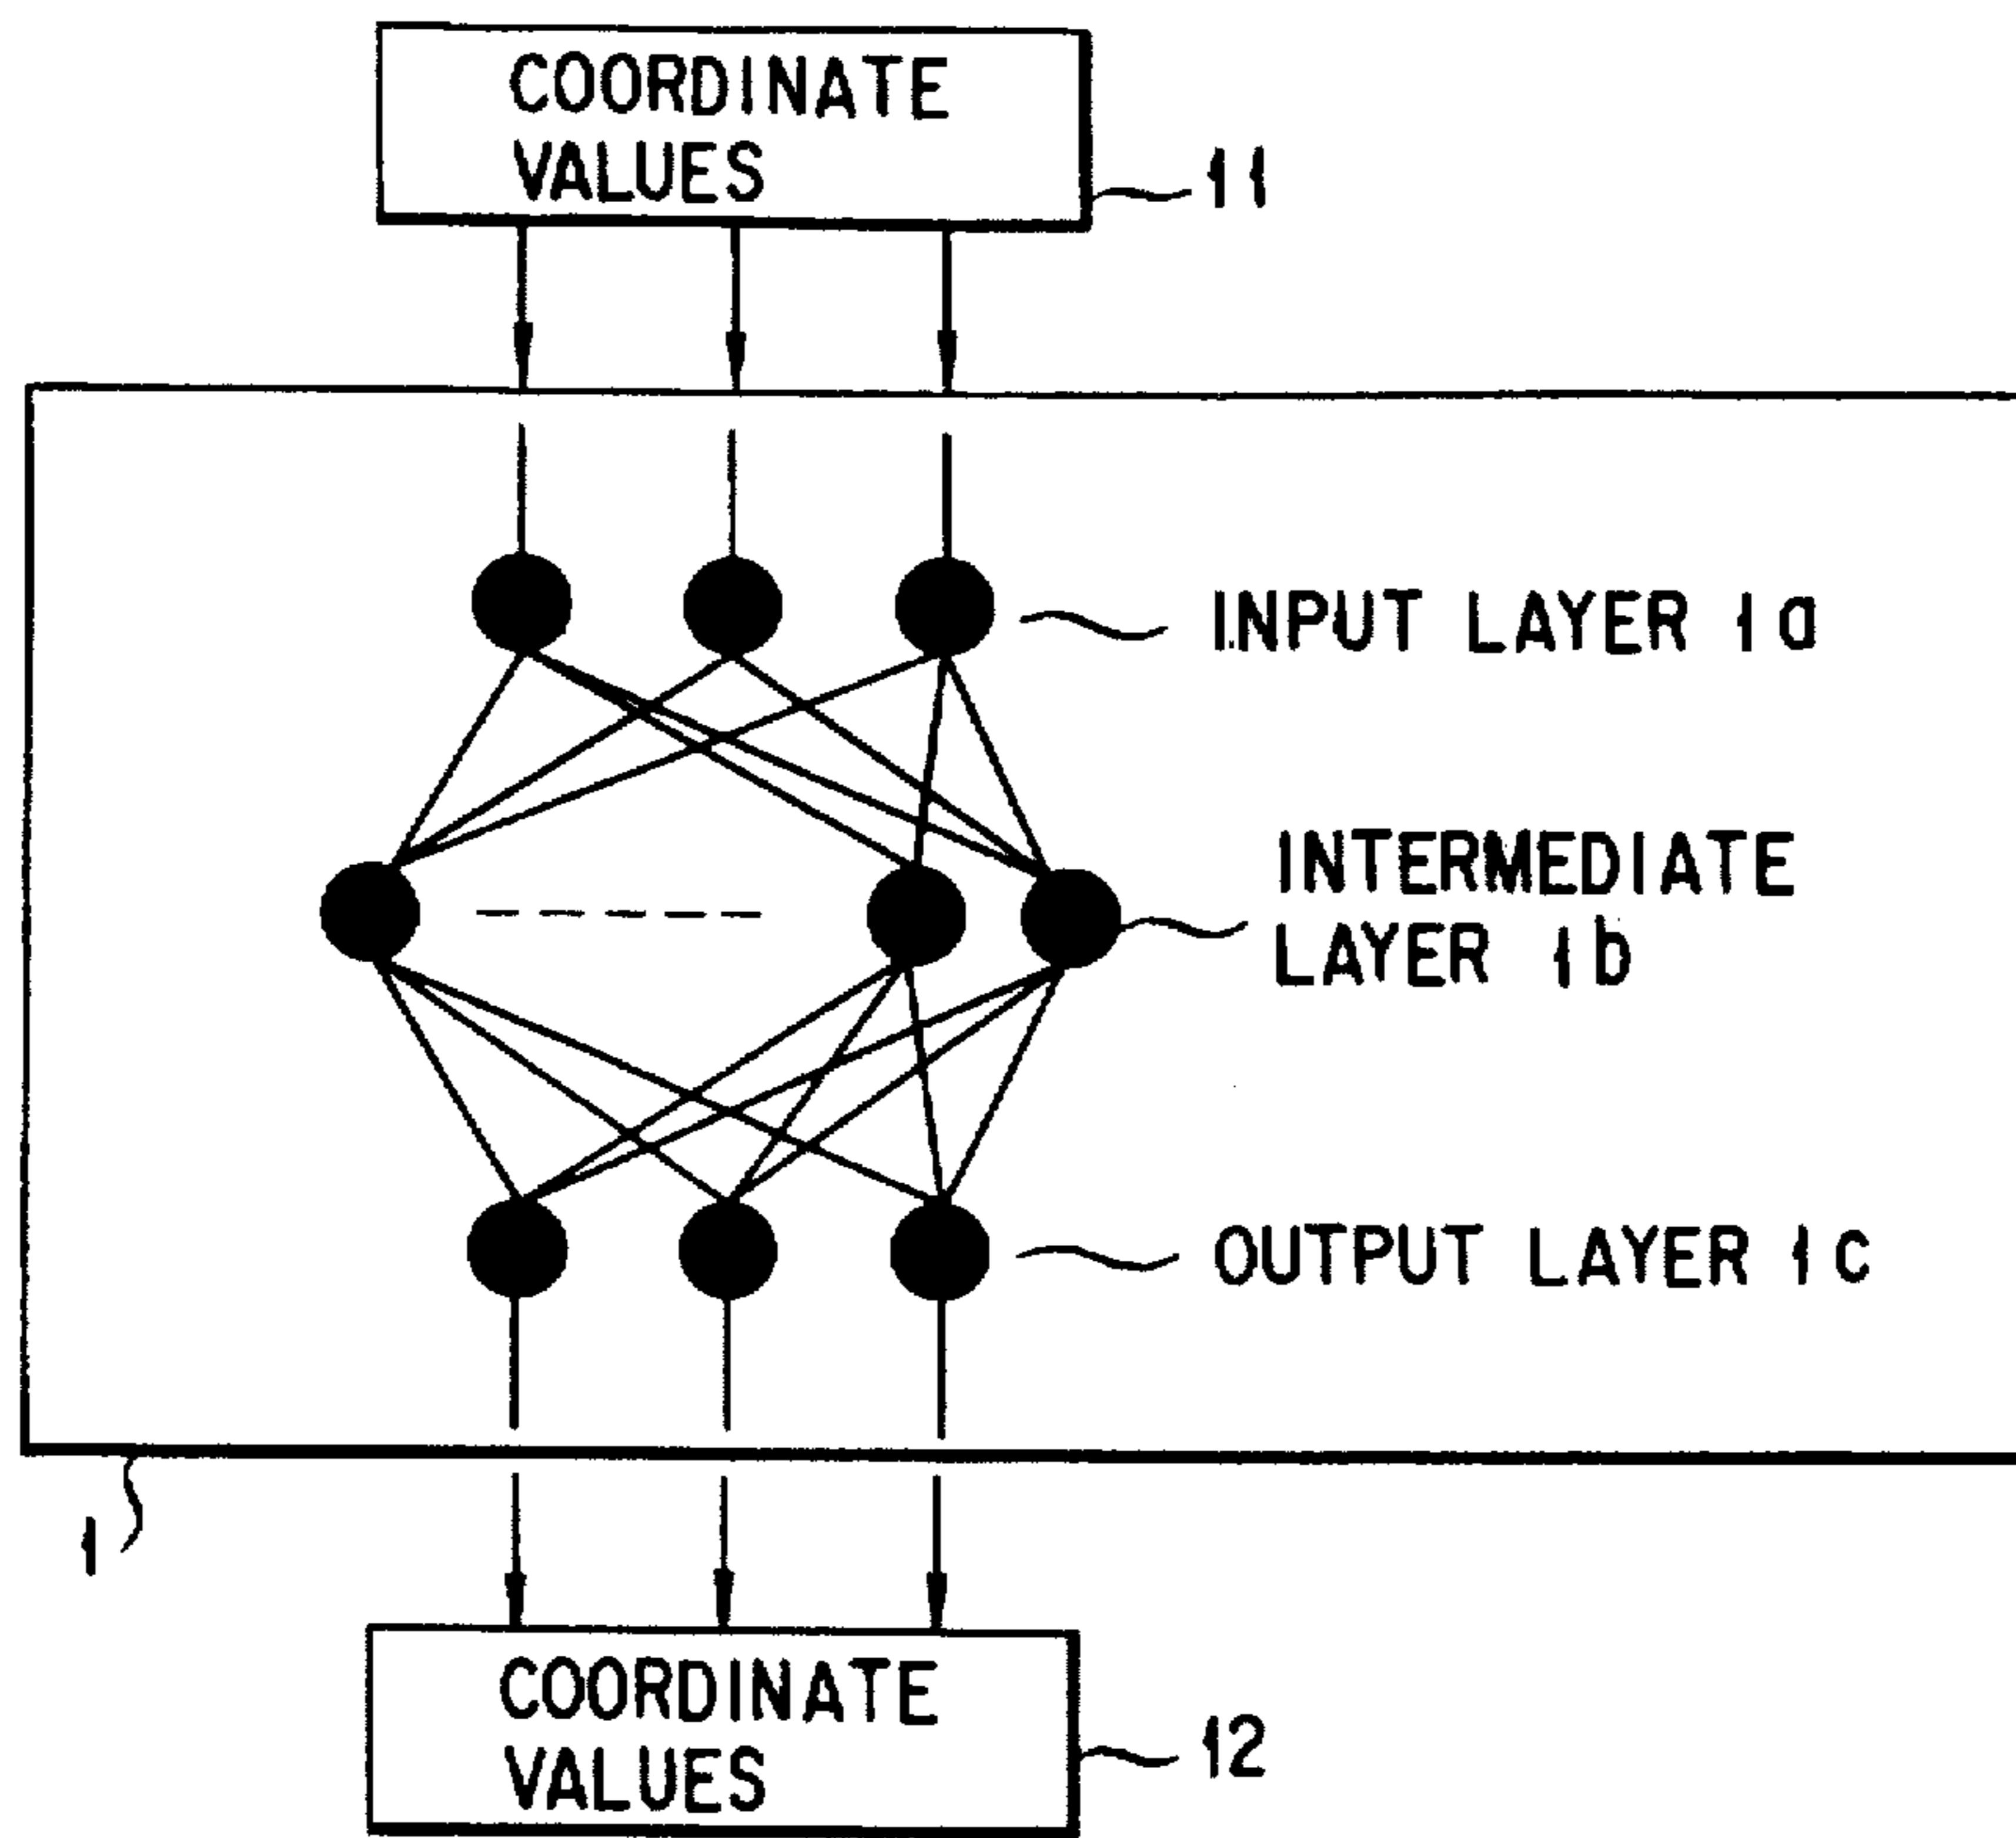 COORDINATE
VALUES
11
INPUT LAYER 1a
INTERMEDIATE
LAYER 1b
OUTPUT LAYER 1c
1
COORDINATE
VALUES
12